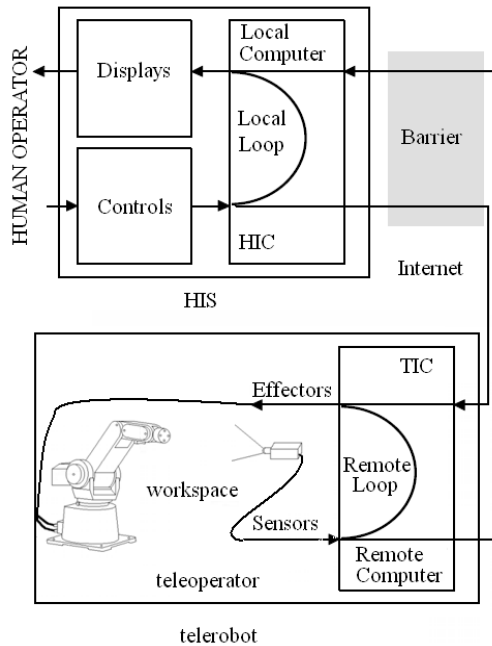 HUMAN OPERATOR
Displays
Controls
Local
Computer
Local
Loop
HIC
HIS
Barrier
Internet
TIC
Effectors
Remote
Loop
workspace
Sensors
Remote
Computer
teleoperator
telerobot